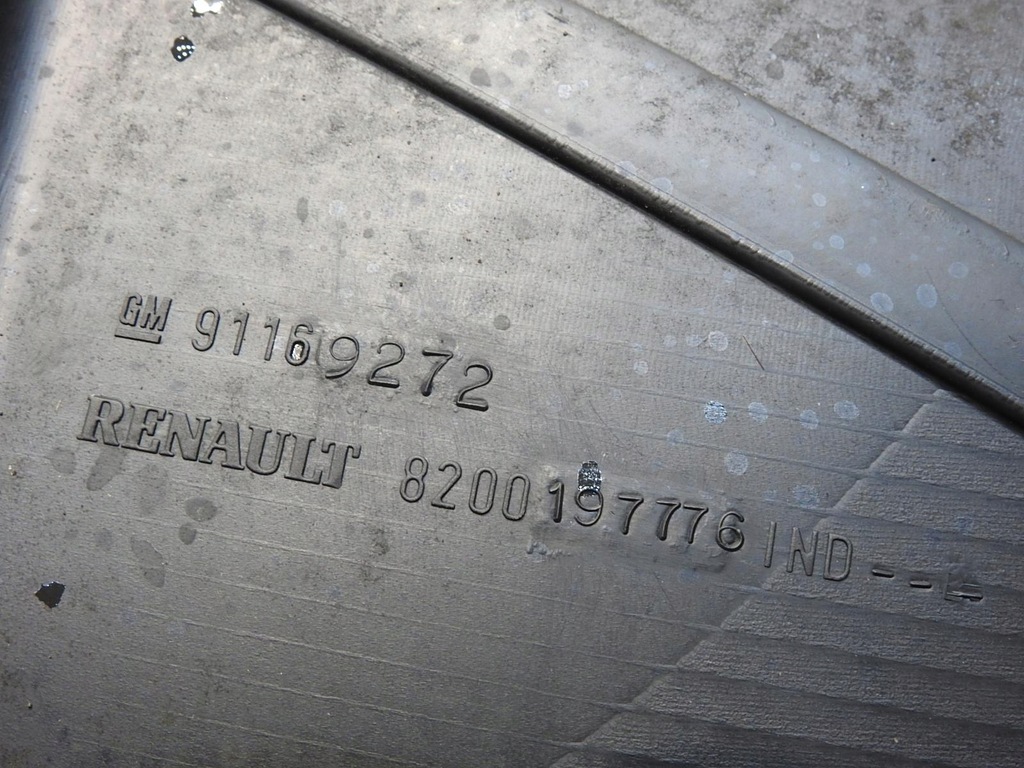 GM 91169272
RENAULT 8200197776 IND --E